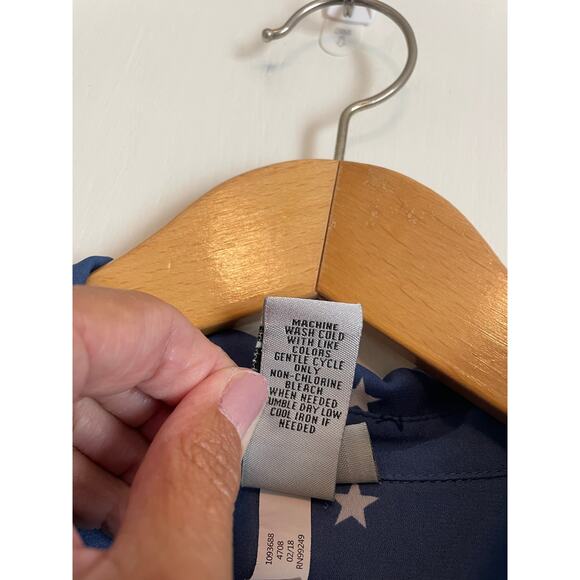 MACHINE
WASH COLD
WITH LIKE
COLORS
GENTLE CYCLE
ONLY
NON-CHLORINE
BLEACH
WHEN NEEDED
UMBLE DRY LOW
COOL IRON IF
NEEDED
1093688
4708
02/18
RN99249